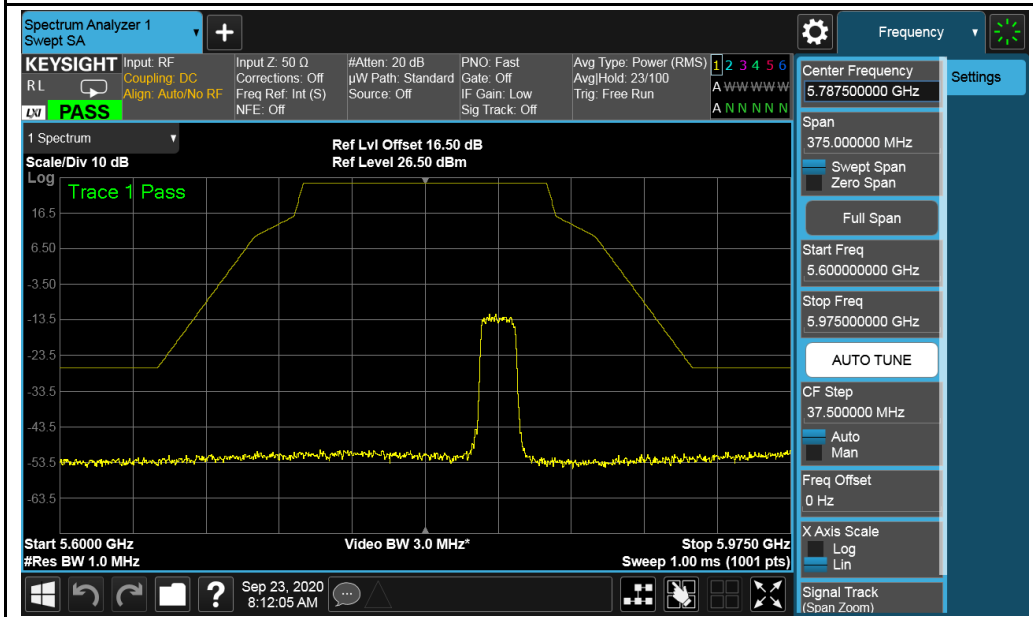 Spectrum Analyzer 1
Swept SA
+
Frequency
KEYSIGHT
RL
LXI PASS
Input: RF
Coupling: DC
Align: Auto/No RF
Input Z: 50 Ω
Corrections: Off
Freq Ref: Int (S)
NFE: Off
#Atten: 20 dB
µW Path: Standard
Source: Off
PNO: Fast
Gate: Off
IF Gain: Low
Sig Track: Off
Avg Type: Power (RMS)
Avg|Hold: 23/100
Trig: Free Run
1 2 3 4 5 6
A W W W W W
A N N N N N
Center Frequency
5.787500000 GHz
Settings
Span
375.000000 MHz
Swept Span
Zero Span
Full Span
Start Freq
5.600000000 GHz
Stop Freq
5.975000000 GHz
AUTO TUNE
CF Step
37.500000 MHz
Auto
Man
Freq Offset
0 Hz
X Axis Scale
Log
Lin
Signal Track
(Span Zoom)
1 Spectrum
Scale/Div 10 dB
Ref Lvl Offset 16.50 dB
Ref Level 26.50 dBm
Log
Trace 1 Pass
16.5
6.50
-3.50
-13.5
-23.5
-33.5
-43.5
-53.5
-63.5
Start 5.6000 GHz
Video BW 3.0 MHz*
Stop 5.9750 GHz
#Res BW 1.0 MHz
Sweep 1.00 ms (1001 pts)
?
Sep 23, 2020
8:12:05 AM